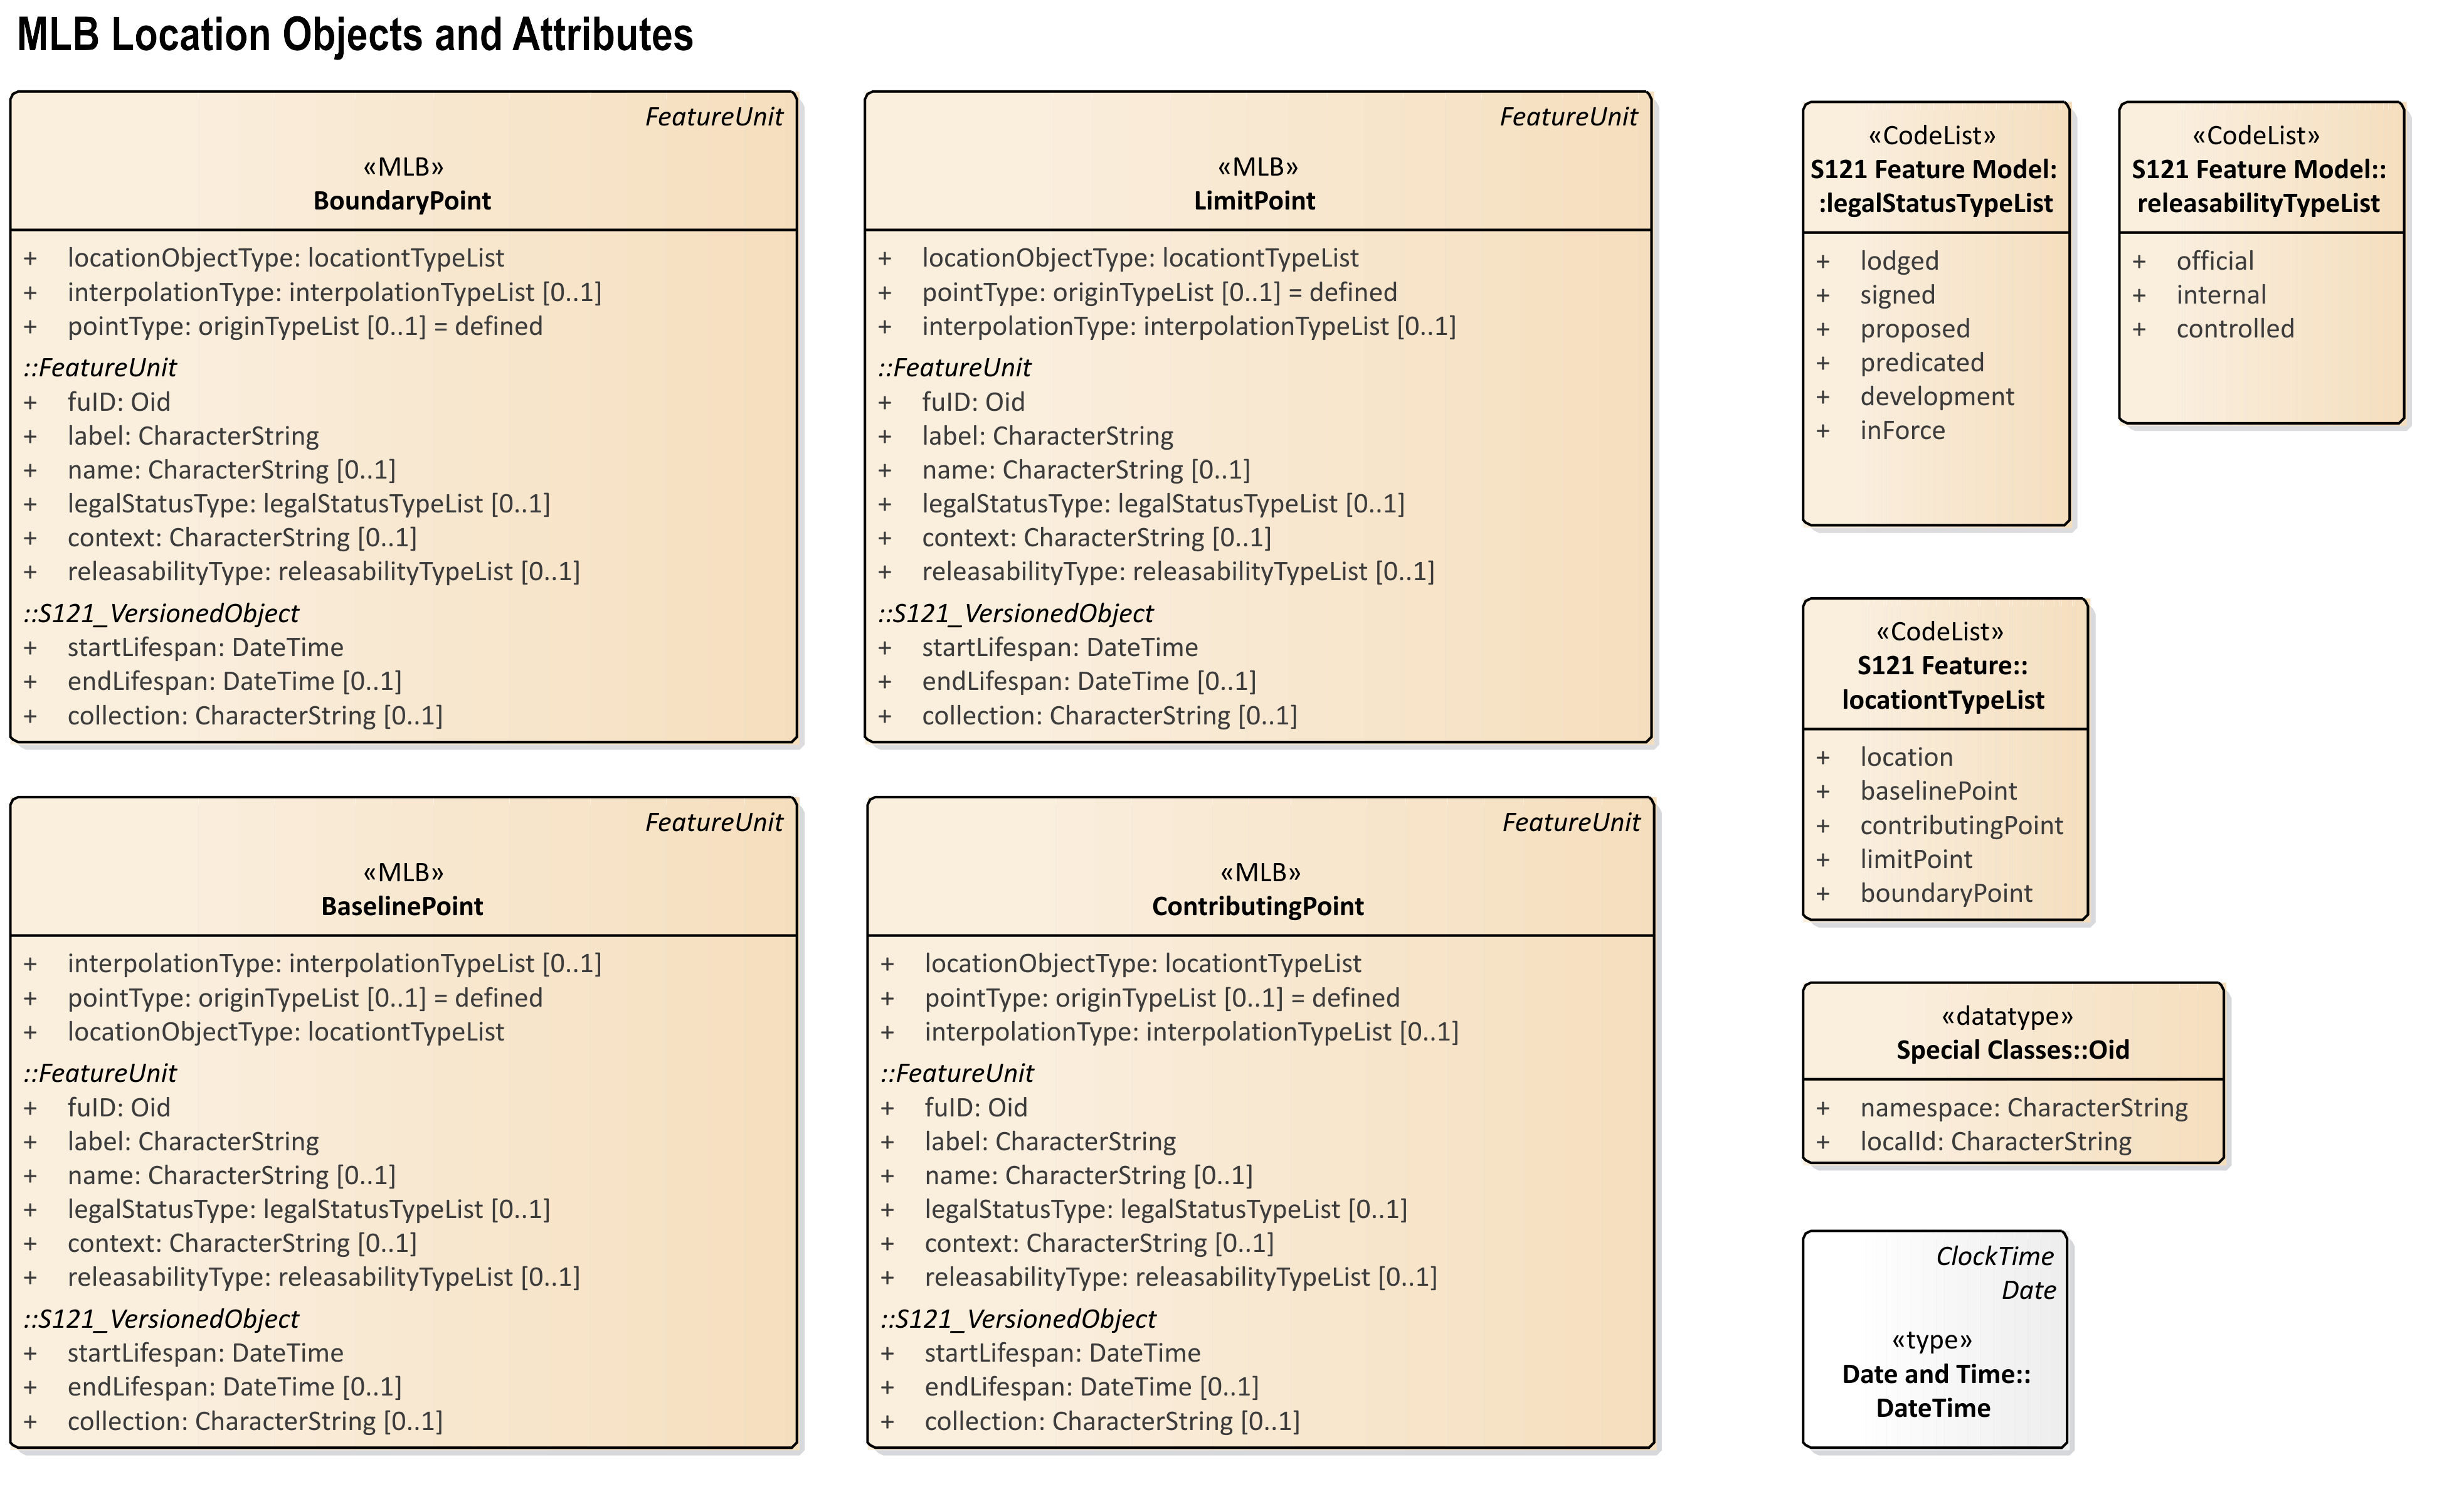 MLB Location Objects and Attributes
FeatureUnit
«MLB»
BoundaryPoint
+ locationObjectType: locationtTypeList
+ interpolationType: interpolationTypeList [0..1]
+ pointType: originTypeList [0..1] = defined
::FeatureUnit
+ fuID: Oid
+ label: CharacterString
+ name: CharacterString [0..1]
+ legalStatusType: legalStatusTypeList [0..1]
+ context: CharacterString [0..1]
+ releasabilityType: releasabilityTypeList [0..1]
::S121_VersionedObject
+ startLifespan: DateTime
+ endLifespan: DateTime [0..1]
+ collection: CharacterString [0..1]
FeatureUnit
«MLB»
LimitPoint
+ locationObjectType: locationtTypeList
+ pointType: originTypeList [0..1] = defined
+ interpolationType: interpolationTypeList [0..1]
::FeatureUnit
+ fuID: Oid
+ label: CharacterString
+ name: CharacterString [0..1]
+ legalStatusType: legalStatusTypeList [0..1]
+ context: CharacterString [0..1]
+ releasabilityType: releasabilityTypeList [0..1]
::S121_VersionedObject
+ startLifespan: DateTime
+ endLifespan: DateTime [0..1]
+ collection: CharacterString [0..1]
«CodeList»
S121 Feature Model:
:legalStatusTypeList
+ lodged
+ signed
+ proposed
+ predicated
+ development
+ inForce
«CodeList»
S121 Feature Model::
releasabilityTypeList
+ official
+ internal
+ controlled
FeatureUnit
«MLB»
BaselinePoint
+ interpolationType: interpolationTypeList [0..1]
+ pointType: originTypeList [0..1] = defined
+ locationObjectType: locationtTypeList
::FeatureUnit
+ fuID: Oid
+ label: CharacterString
+ name: CharacterString [0..1]
+ legalStatusType: legalStatusTypeList [0..1]
+ context: CharacterString [0..1]
+ releasabilityType: releasabilityTypeList [0..1]
::S121_VersionedObject
+ startLifespan: DateTime
+ endLifespan: DateTime [0..1]
+ collection: CharacterString [0..1]
FeatureUnit
«MLB»
ContributingPoint
+ locationObjectType: locationtTypeList
+ pointType: originTypeList [0..1] = defined
+ interpolationType: interpolationTypeList [0..1]
::FeatureUnit
+ fuID: Oid
+ label: CharacterString
+ name: CharacterString [0..1]
+ legalStatusType: legalStatusTypeList [0..1]
+ context: CharacterString [0..1]
+ releasabilityType: releasabilityTypeList [0..1]
::S121_VersionedObject
+ startLifespan: DateTime
+ endLifespan: DateTime [0..1]
+ collection: CharacterString [0..1]
«CodeList»
S121 Feature::
locationtTypeList
+ location
+ baselinePoint
+ contributingPoint
+ limitPoint
+ boundaryPoint
«datatype»
Special Classes::Oid
+ namespace: CharacterString
+ localId: CharacterString
ClockTime
Date
«type»
Date and Time::
DateTime